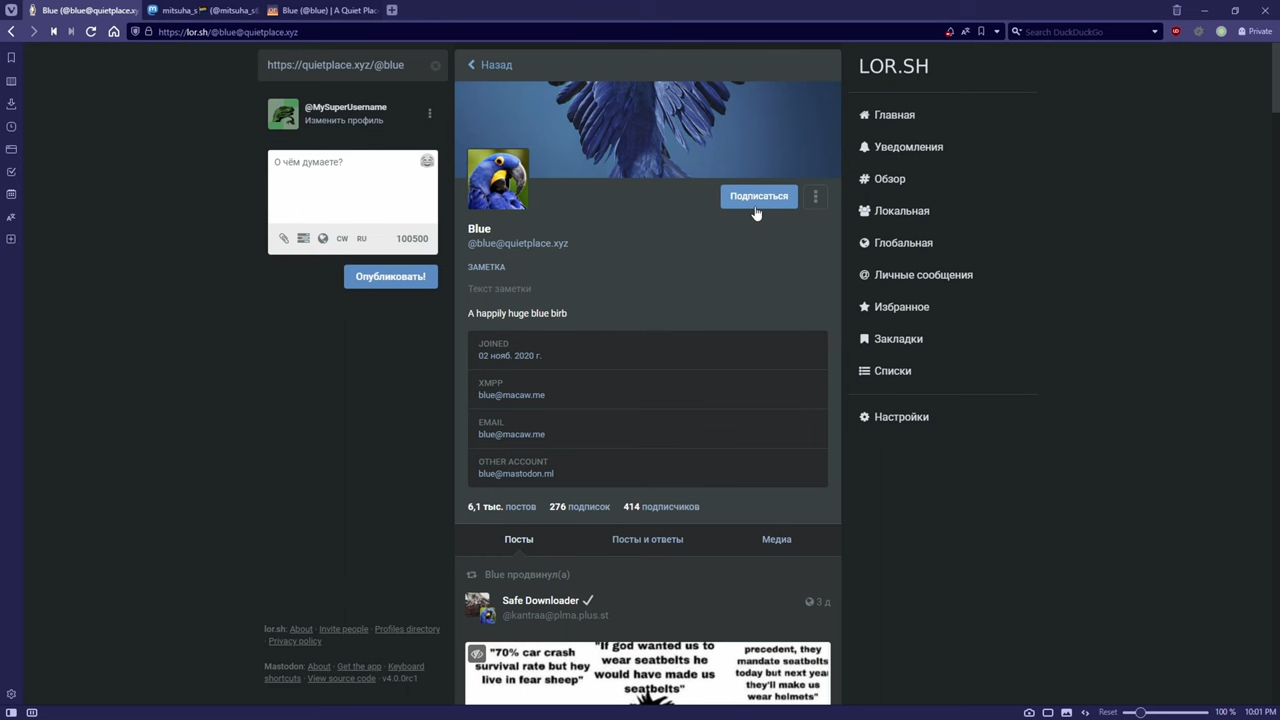 Blue (@blue@quietplace.xy
mitsuha_s (@mitsuha_s
Blue (@blue) | A Quiet Plac
https://lor.sh/@blue@quietplace.xyz
Search DuckDuckGo
Private
https://quietplace.xyz/@blue
@MySuperUsername
Изменить профиль
О чём думаете?
CW
RU
100500
Опубликовать!
Назад
Подписаться
Blue
@blue@quietplace.xyz
ЗАМЕТКА
Текст заметки
A happily huge blue birb
JOINED
02 нояб. 2020 г.
XMPP
blue@macaw.me
EMAIL
blue@macaw.me
OTHER ACCOUNT
blue@mastodon.ml
6,1 тыс. постов 276 подписок 414 подписчиков
Посты Посты и ответы Медиа
Blue продвинул(а)
Safe Downloader
@kantraa@plma.plus.st
3 д
"70% car crash
survival rate but hey
live in fear sheep"
"If god wanted us to
wear seatbelts he
would have made us
seatbelts"
precedent, they
mandate seatbelts
today but next year
they'll make us
wear helmets"
LOR.SH
Главная
Уведомления
Обзор
Локальная
Глобальная
Личные сообщения
Избранное
Закладки
Списки
Настройки
lor.sh: About · Invite people · Profiles directory
· Privacy policy
Mastodon: About · Get the app · Keyboard
shortcuts · View source code · v4.0.0rc1
Reset
100 %
10:01 PM